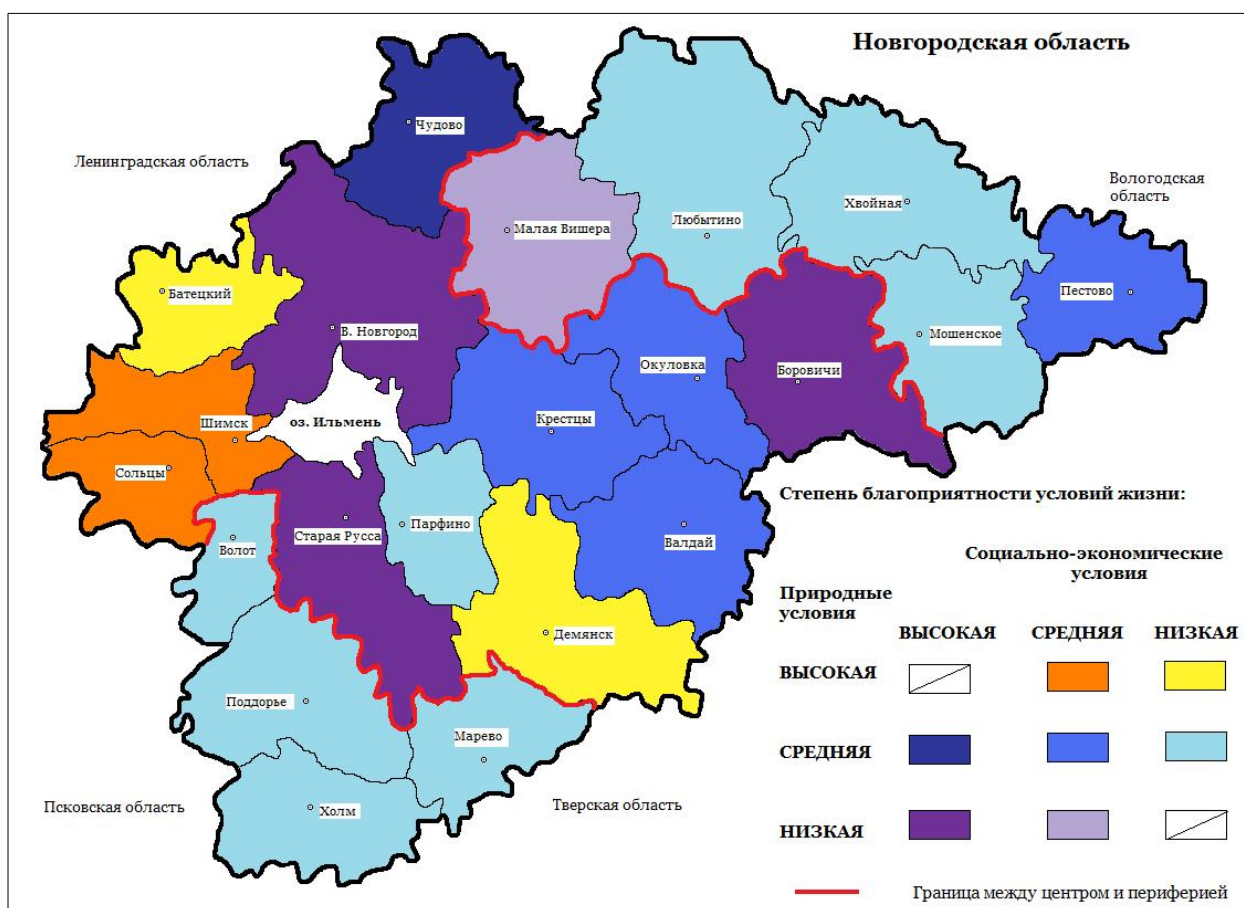 Новгородская область
Чудово
Ленинградская область
Вологодская
область
Хвойная
Малая Вишера
Любытино
Батецкий
Пестово
В. Новгород
Мошенское
Окуловка
Боровичи
Крестцы
оз. Ильмень
Шимск
Сольцы
Степень благоприятности условий жизни:
Парфино
Старая Русса
Валдай
Волот
Социально-экономические
условия
Природные
условия
ВЫСОКАЯ СРЕДНЯЯ НИЗКАЯ
Демянск
ВЫСОКАЯ
Поддорье
Марево
СРЕДНЯЯ
Псковская область
Холм
Тверская область
НИЗКАЯ
Граница между центром и периферией